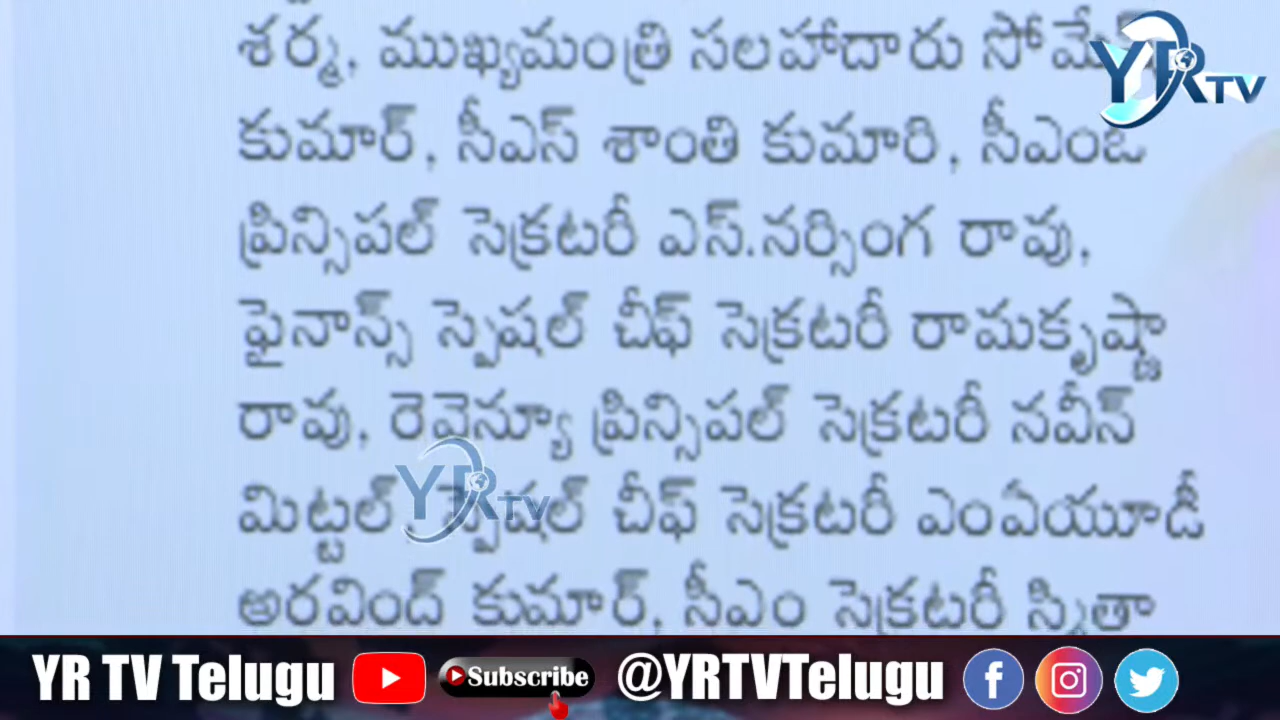 శర్మ, ముఖ్యమంత్రి సలహాదారు సోమేశ్
YRTV
కుమార్, సీఎస్ శాంతి కుమారి, సీఎంఓ
ప్రిన్సిపల్ సెక్రటరీ ఎస్.నర్సింగ రావు,
ఫైనాన్స్ స్పెషల్ చీఫ్ సెక్రటరీ రామకృష్ణా
రావు, రెవెన్యూ ప్రిన్సిపల్ సెక్రటరీ నవీన్
మిట్టల్, స్పెషల్ చీఫ్ సెక్రటరీ ఎంఏయూడీ
YRTV
అరవింద్ కుమార్, సీఎం సెక్రటరీ స్మితా
YR TV Telugu Subscribe @YRTVTelugu